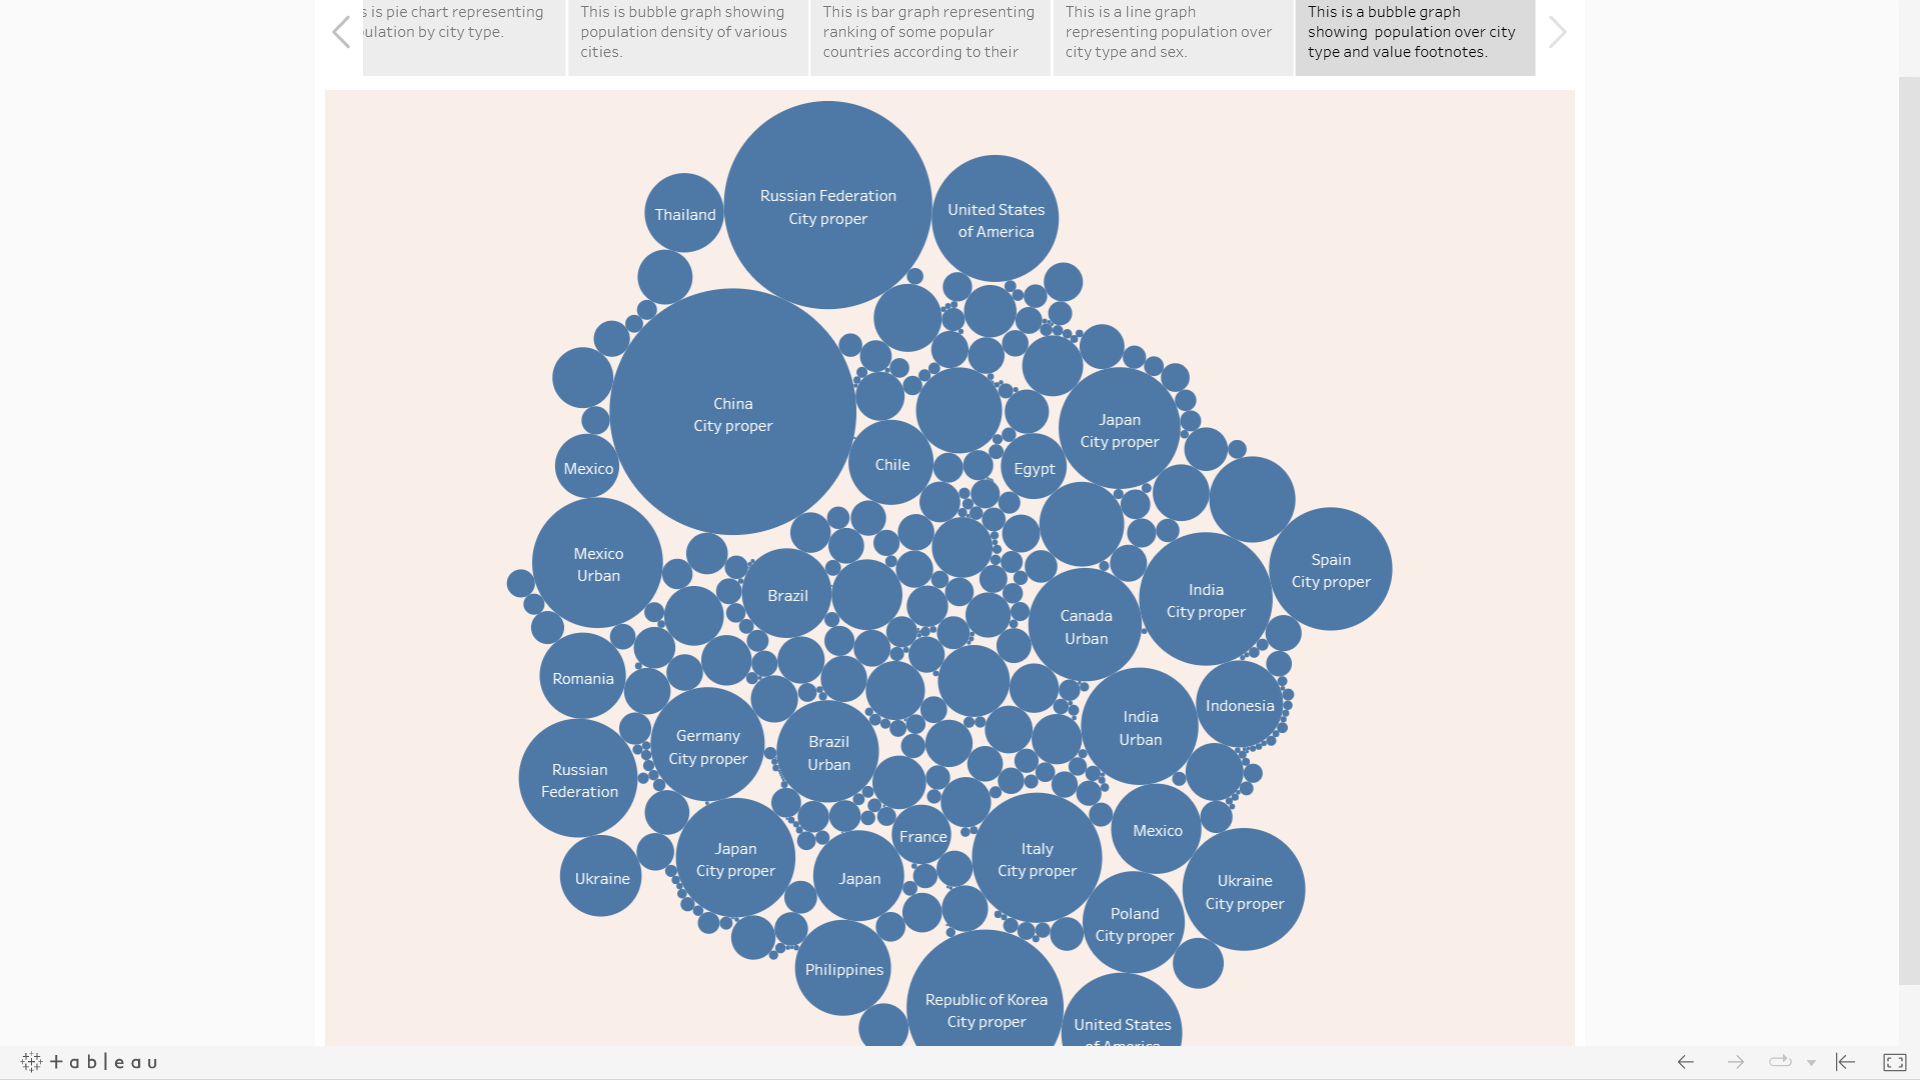 s is pie chart representing
ulation by city type.
This is bubble graph showing
population density of various
cities.
This is bar graph representing
ranking of some popular
countries according to their
This is a line graph
representing population over
city type and sex.
This is a bubble graph
showing population over city
type and value footnotes.
Russian Federation
City proper
Thailand
United States
of America
China
City proper
Japan
City proper
Chile
Egypt
Mexico
Mexico
Urban
Spain
City proper
Brazil
India
City proper
Canada
Urban
Romania
Indonesia
India
Urban
Germany
City proper
Brazil
Urban
Russian
Federation
Mexico
France
Japan
City proper
Italy
City proper
Ukraine
Japan
Ukraine
City proper
Poland
City proper
Philippines
Republic of Korea
City proper
United States
of America
+ableau